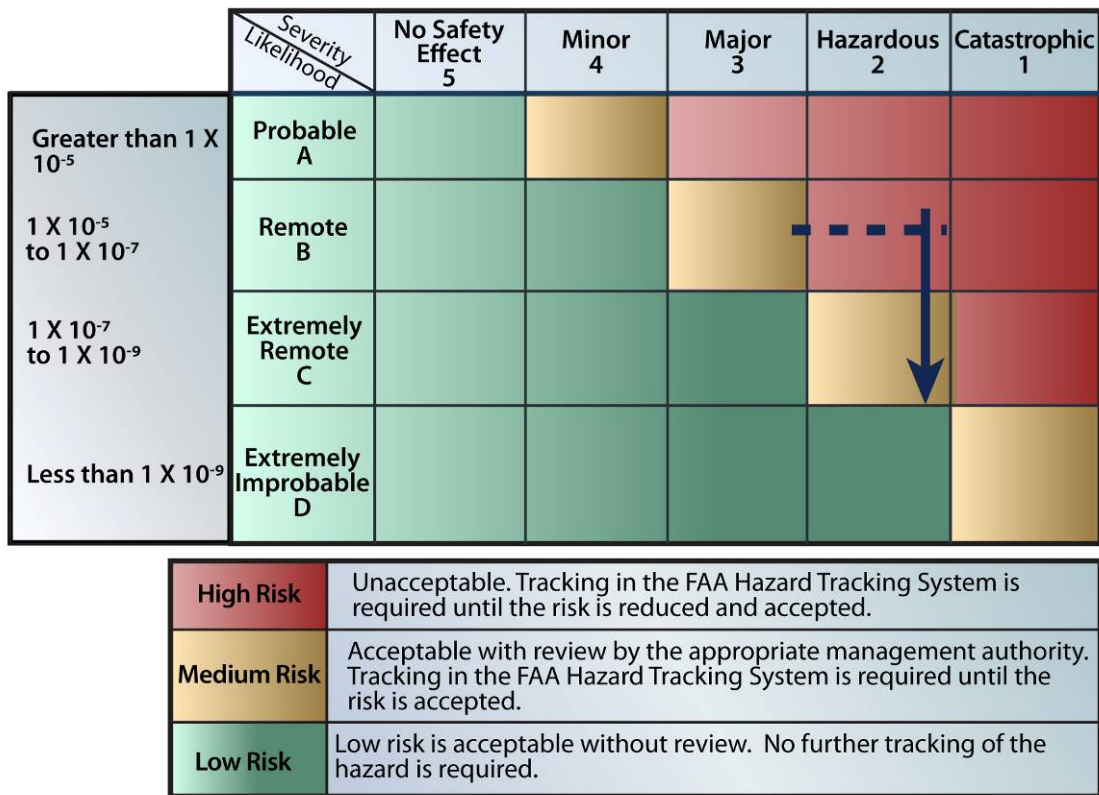 Severity
Likelihood
No Safety
Effect
5
Minor
4
Major
3
Hazardous
2
Catastrophic
1
Greater than 1 X
10⁻⁵
Probable
A
1 X 10⁻⁵
to 1 X 10⁻⁷
Remote
B
1 X 10⁻⁷
to 1 X 10⁻⁹
Extremely
Remote
C
Less than 1 X 10⁻⁹
Extremely
Improbable
D
High Risk
Unacceptable. Tracking in the FAA Hazard Tracking System is
required until the risk is reduced and accepted.
Medium Risk
Acceptable with review by the appropriate management authority.
Tracking in the FAA Hazard Tracking System is required until the
risk is accepted.
Low Risk
Low risk is acceptable without review.  No further tracking of the
hazard is required.